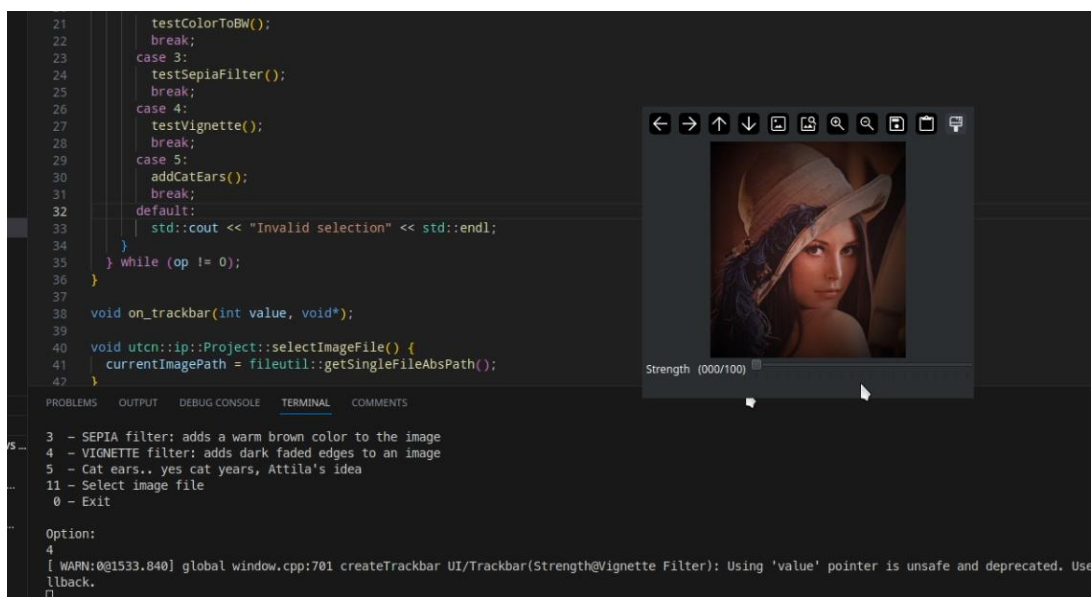 21 testColorToBW();
22 break;
23 case 3:
24 testSepiaFilter();
25 break;
26 case 4:
27 testVignette();
28 break;
29 case 5:
30 addCatEars();
31 break;
32 default:
33 std::cout << "Invalid selection" << std::endl;
34 }
35 } while (op != 0);
36 }
37
38 void on_trackbar(int value, void*);
39
40 void utcn::ip::Project::selectImageFile() {
41 currentImagePath = fileutil::getSingleFileAbsPath();
42 }
Strength (000/100)
PROBLEMS OUTPUT DEBUG CONSOLE TERMINAL COMMENTS
3 – SEPIA filter: adds a warm brown color to the image
4 – VIGNETTE filter: adds dark faded edges to an image
5 – Cat ears.. yes cat years, Attila's idea
11 – Select image file
0 – Exit
Option:
4
[ WARN:0@1533.840] global window.cpp:701 createTrackbar UI/Trackbar(Strength@Vignette Filter): Using 'value' pointer is unsafe and deprecated. Use
llback.